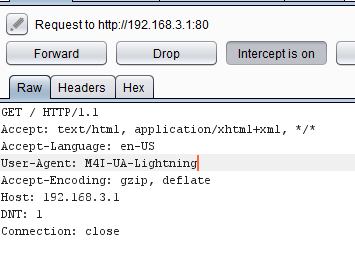 Request to http://192.168.3.1:80
Forward Drop Intercept is on
Raw Headers Hex
GET / HTTP/1.1
Accept: text/html, application/xhtml+xml, */*
Accept-Language: en-US
User-Agent: M4I-UA-Lightning
Accept-Encoding: gzip, deflate
Host: 192.168.3.1
DNT: 1
Connection: close